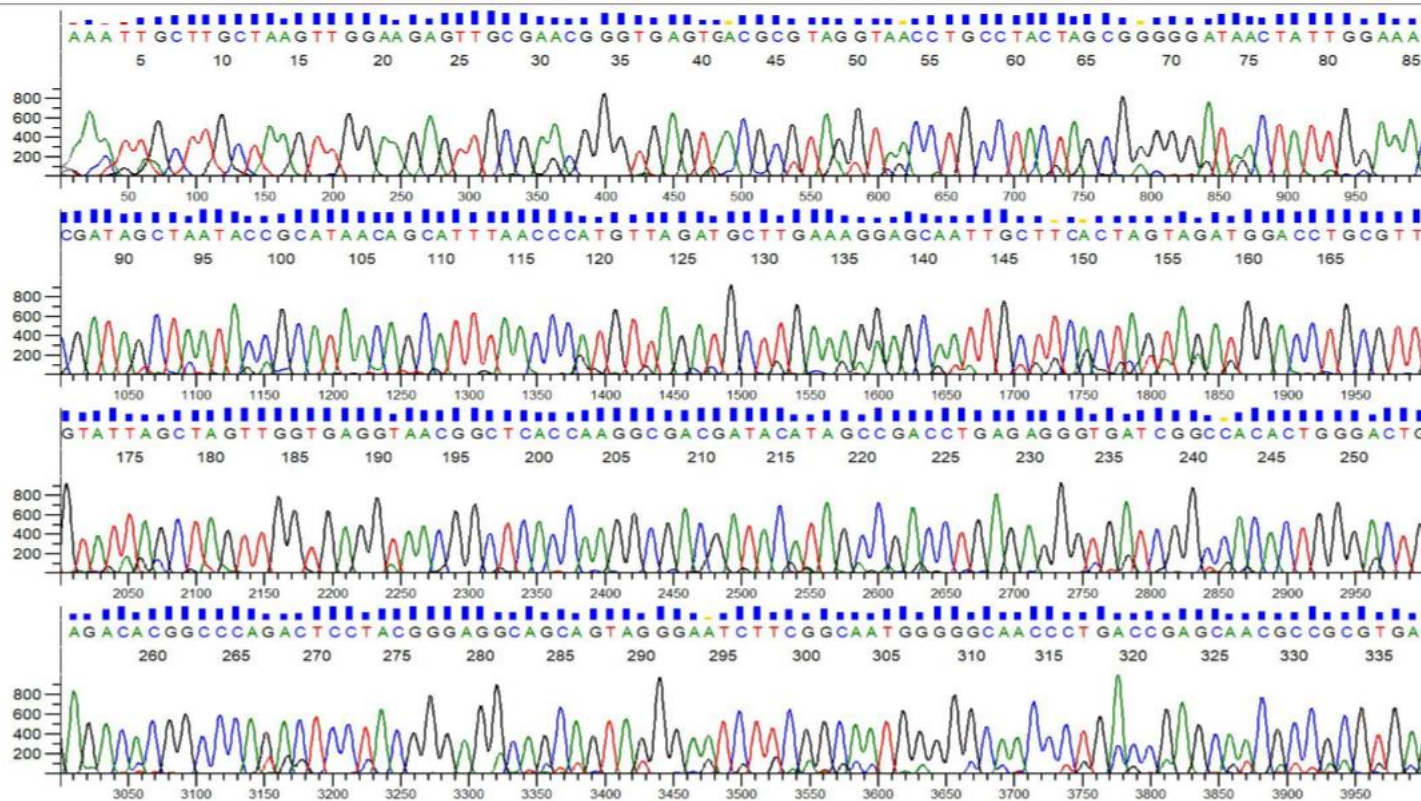 AAATTGCTTGCTAAGTTGGAAGAGTTGCGAACGGGTGAGTGACGCGTAGGTAACCTGCCTACTAGCGGGGGATAACTATTGGAAA
5 10 15 20 25 30 35 40 45 50 55 60 65 70 75 80 85
800
600
400
200
50 100 150 200 250 300 350 400 450 500 550 600 650 700 750 800 850 900 950
CGATAGCTAATACCGCATAACAGCATTTAACCCATGTTAGATGCTTGAAAGGAGCAATTGCTTCACTAGTAGATGGACCTGCGTT
90 95 100 105 110 115 120 125 130 135 140 145 150 155 160 165
800
600
400
200
1050 1100 1150 1200 1250 1300 1350 1400 1450 1500 1550 1600 1650 1700 1750 1800 1850 1900 1950
GTATTAGCTAGTTGGTGAGGTAACGGCTCACCAAGGCGACGATACATAGCCGACCTGAGAGGGTGATCGGCCACACTGGGACTG
175 180 185 190 195 200 205 210 215 220 225 230 235 240 245 250
800
600
400
200
2050 2100 2150 2200 2250 2300 2350 2400 2450 2500 2550 2600 2650 2700 2750 2800 2850 2900 2950
AGACACGGCCCAGACTCCTACGGGAGGCAGCAGTAGGGAATCTTCGGCAATGGGGGCAACCCTGACCGAGCAACGCCGCGTGA
260 265 270 275 280 285 290 295 300 305 310 315 320 325 330 335
800
600
400
200
3050 3100 3150 3200 3250 3300 3350 3400 3450 3500 3550 3600 3650 3700 3750 3800 3850 3900 3950